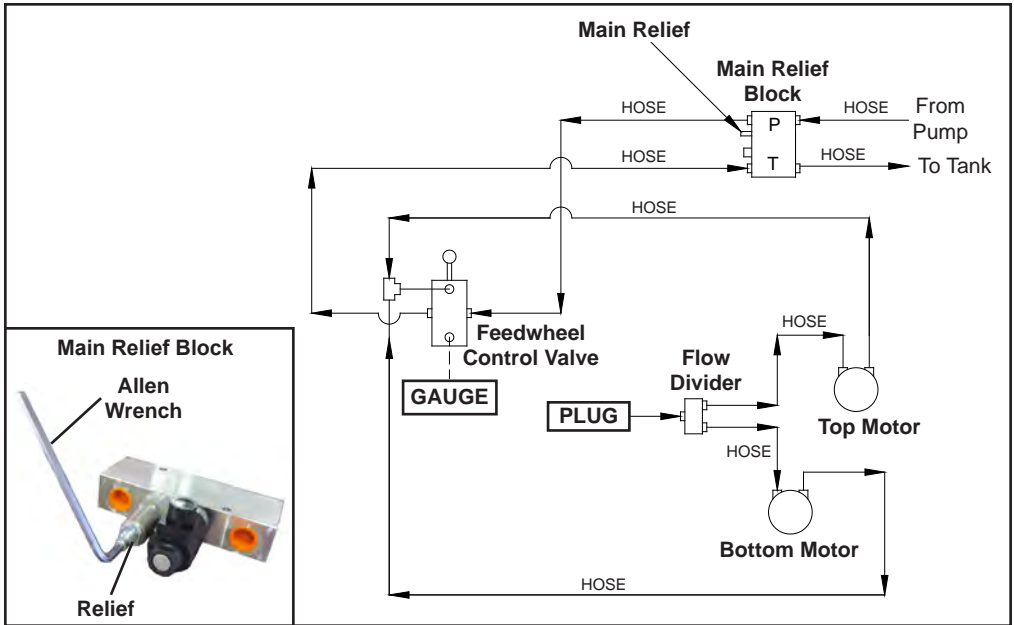 Main Relief
Main Relief
Block
HOSE
P
HOSE
From
Pump
HOSE
T
HOSE
To Tank
HOSE
Feedwheel
Control Valve
GAUGE
HOSE
Flow
Divider
PLUG
Top Motor
HOSE
Bottom Motor
HOSE
Main Relief Block
Allen
Wrench
Relief